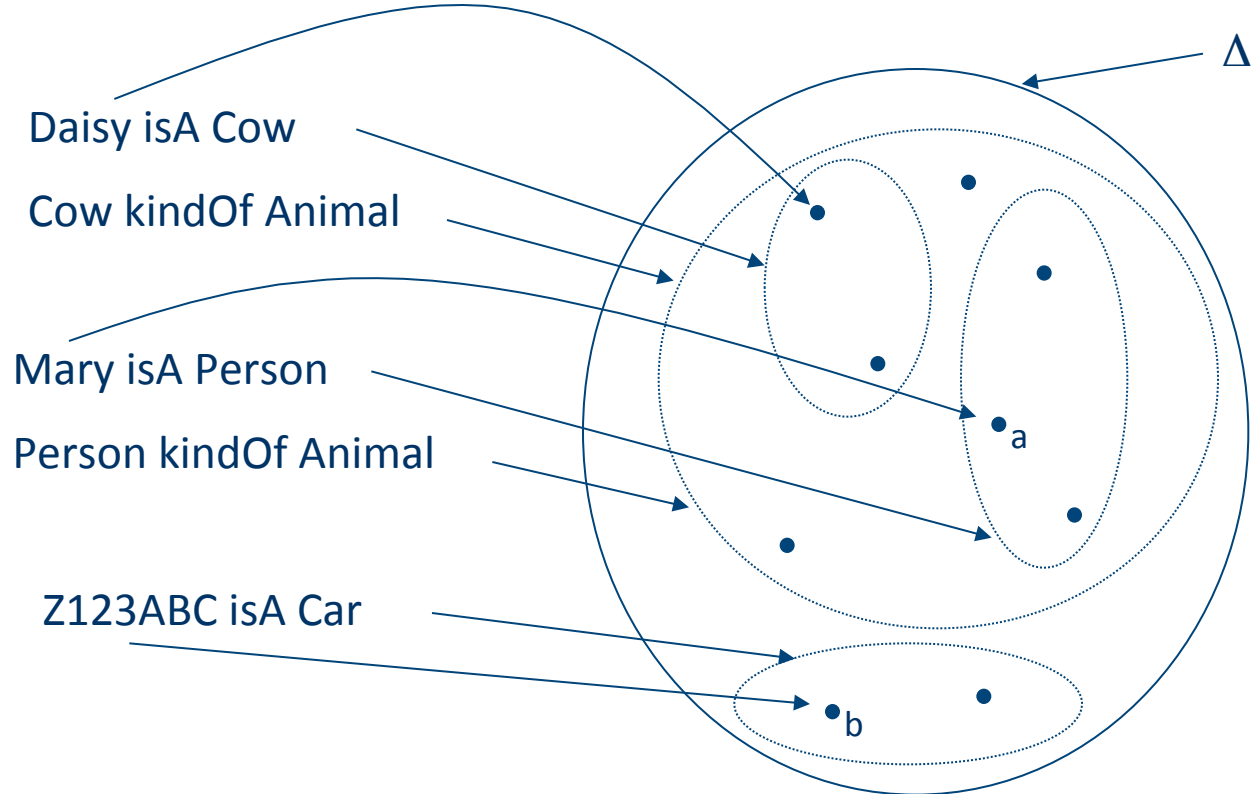 Δ
Daisy isA Cow
Cow kindOf Animal
Mary isA Person
a
Person kindOf Animal
Z123ABC isA Car
b